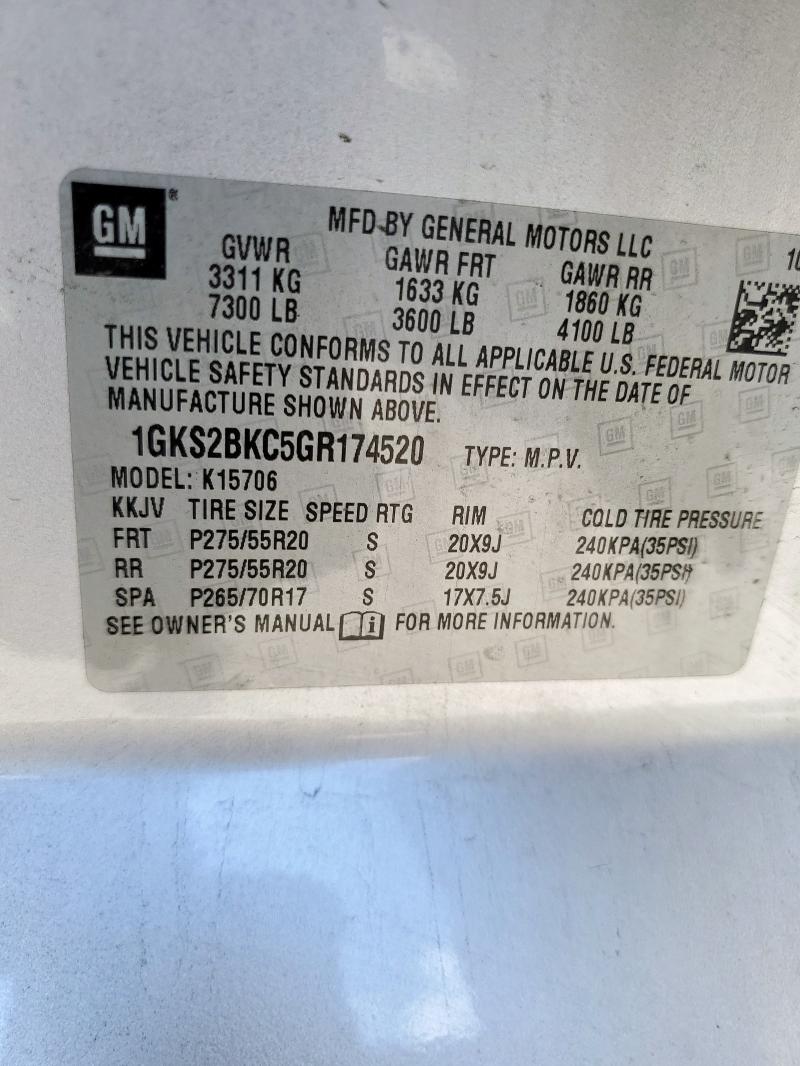 GM ®
MFD BY GENERAL MOTORS LLC
10
GVWR GAWR FRT GAWR RR
3311 KG 1633 KG 1860 KG
7300 LB 3600 LB 4100 LB
THIS VEHICLE CONFORMS TO ALL APPLICABLE U.S. FEDERAL MOTOR
VEHICLE SAFETY STANDARDS IN EFFECT ON THE DATE OF
MANUFACTURE SHOWN ABOVE.
1GKS2BKC5GR174520 TYPE: M.P.V.
MODEL: K15706
KKJV TIRE SIZE SPEED RTG RIM COLD TIRE PRESSURE
FRT P275/55R20 S 20X9J 240KPA(35PSI)
RR P275/55R20 S 20X9J 240KPA(35PSI)
SPA P265/70R17 S 17X7.5J 240KPA(35PSI)
SEE OWNER'S MANUAL i FOR MORE INFORMATION.